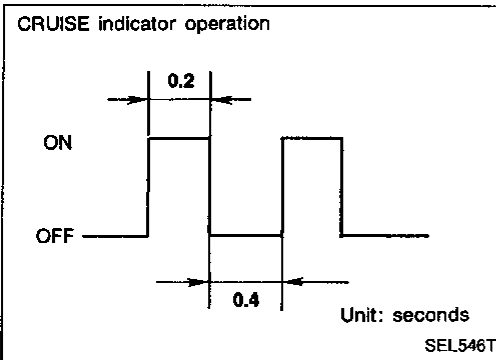 CRUISE indicator operation
0.2
ON
OFF
0.4
Unit: seconds
SEL546T